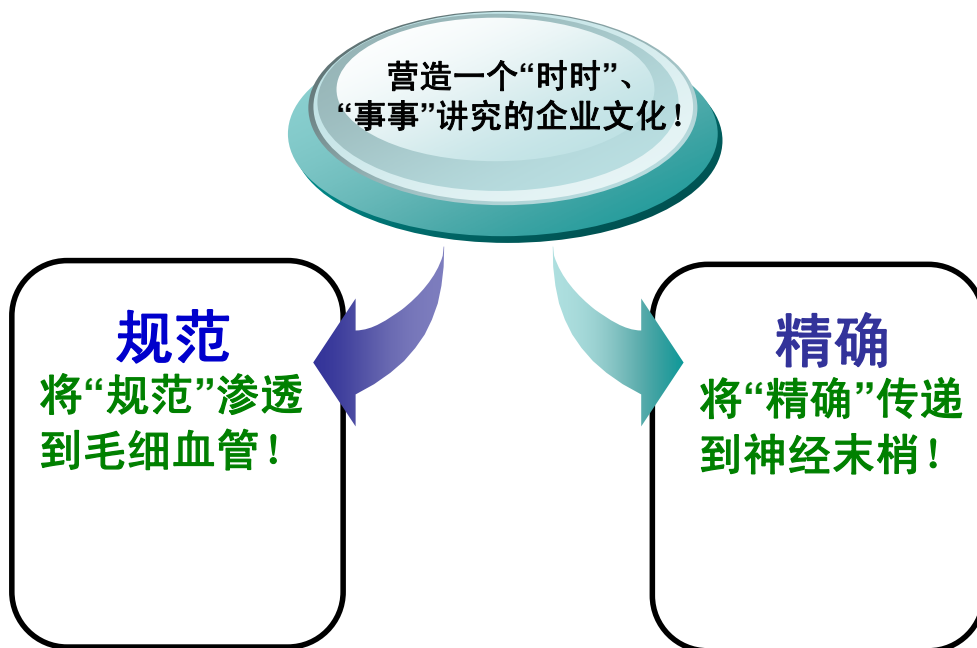 营造一个“时时”、
“事事”讲究的企业文化！
规范
将“规范”渗透
到毛细血管！
精确
将“精确”传递
到神经末梢！